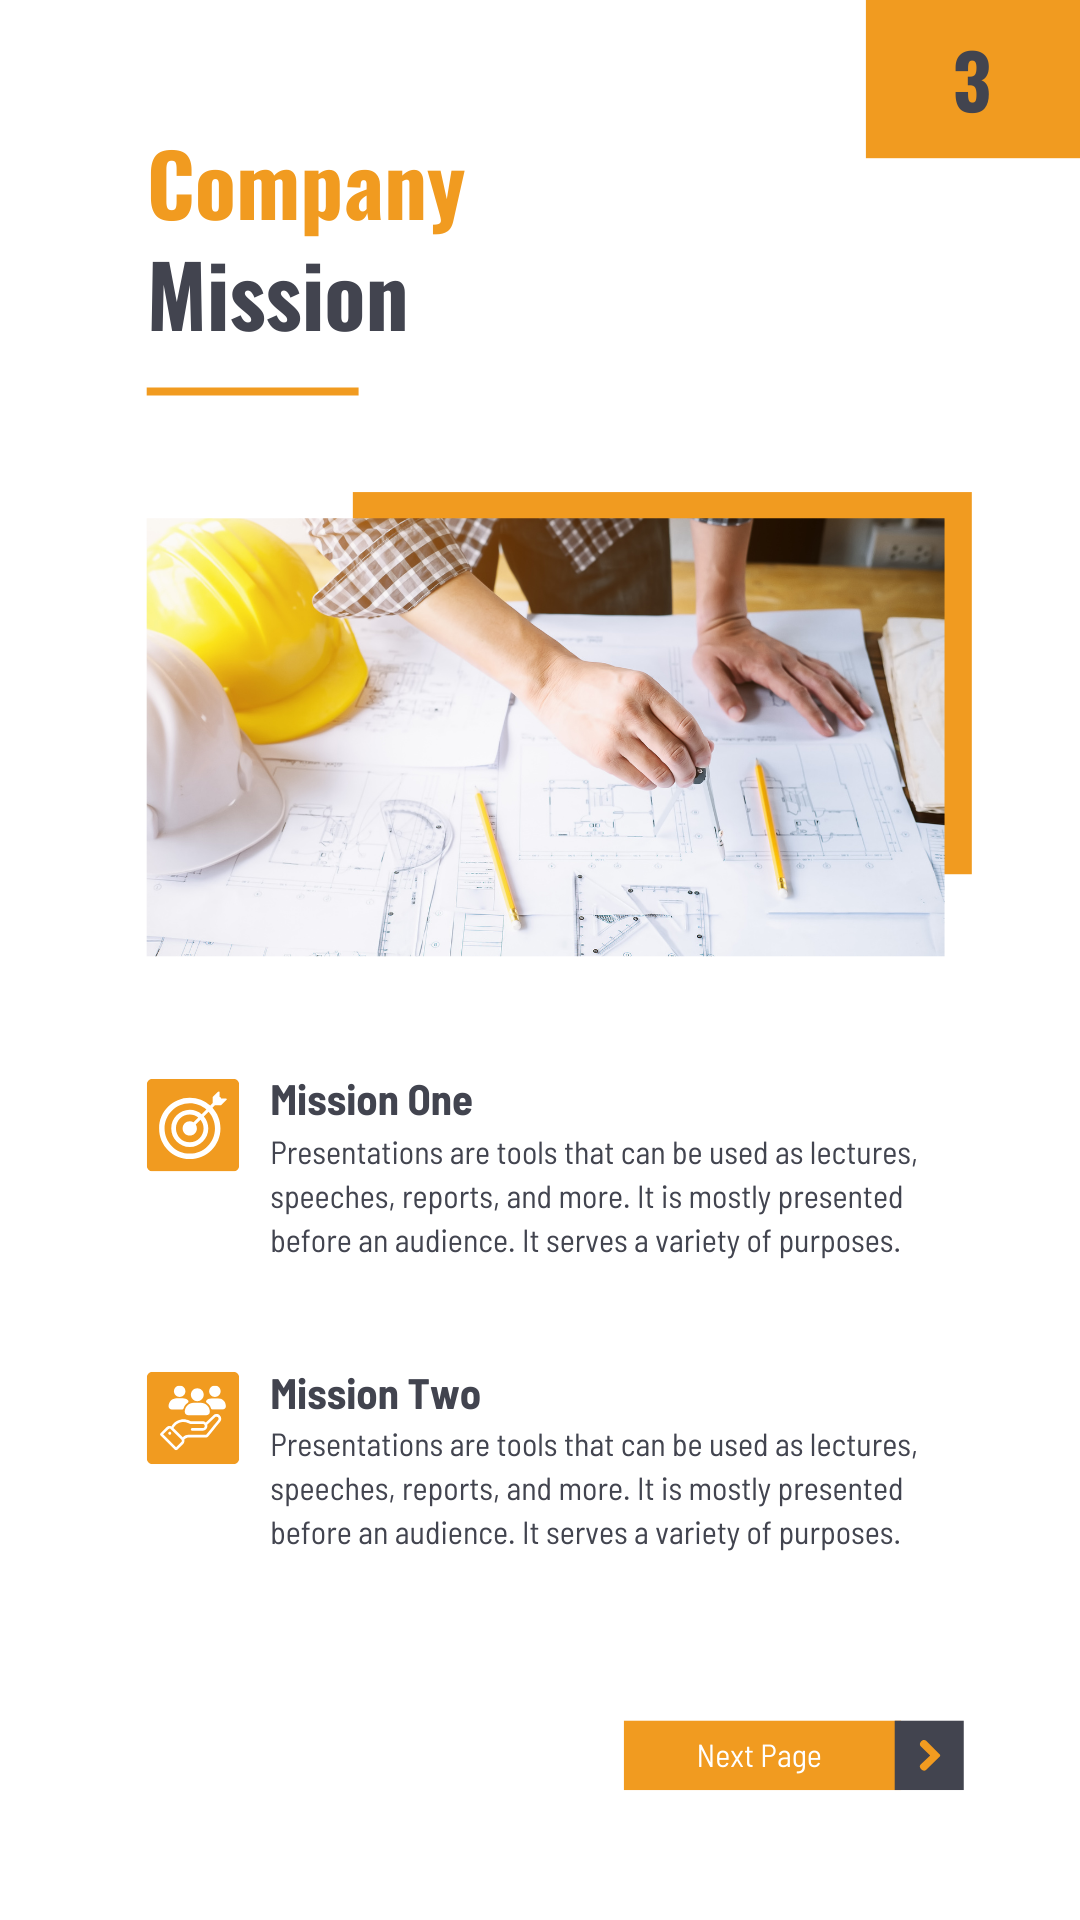 3
Company
Mission
Mission One
Presentations are tools that can be used as lectures,
speeches, reports, and more. It is mostly presented
before an audience. It serves a variety of purposes.
Mission Two
Presentations are tools that can be used as lectures,
speeches, reports, and more. It is mostly presented
before an audience. It serves a variety of purposes.
Next Page